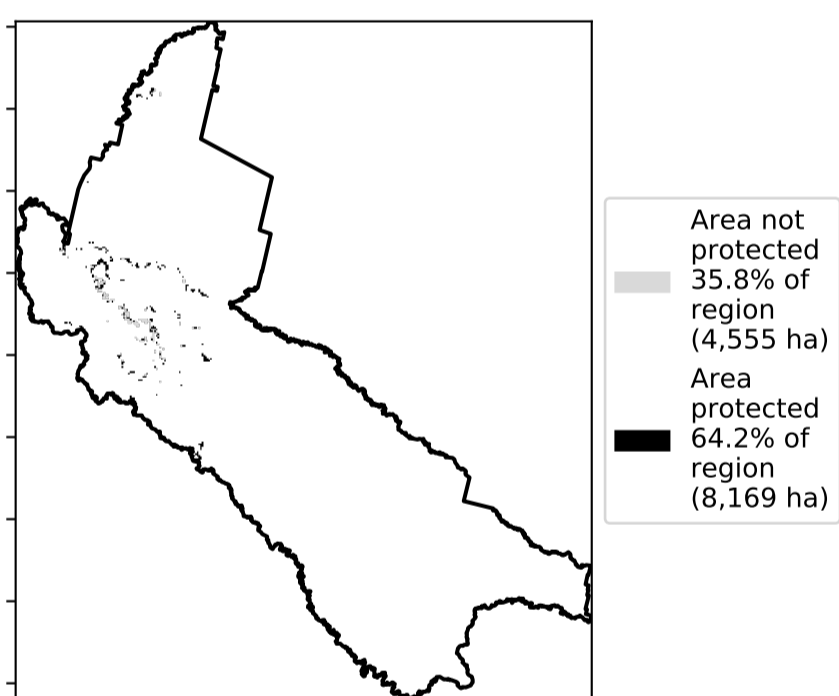 Area not
protected
35.8% of
region
(4,555 ha)
Area
protected
64.2% of
region
(8,169 ha)